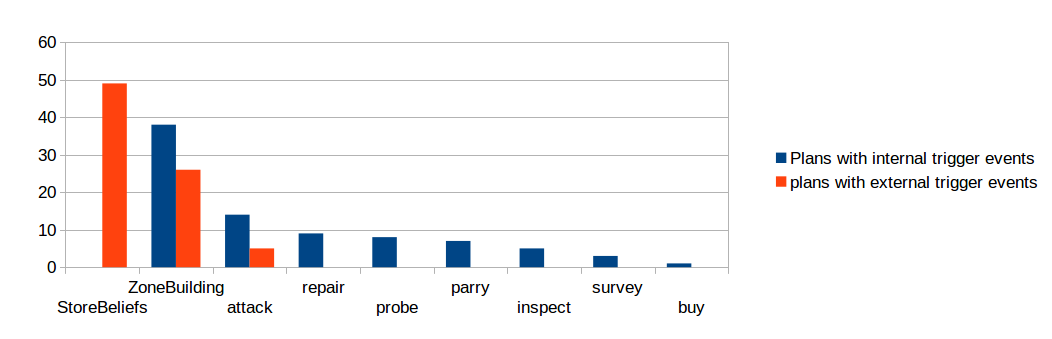 60
50
40
30
20
10
0
ZoneBuilding repair parry survey
StoreBeliefs attack probe inspect buy
Plans with internal trigger events
plans with external trigger events